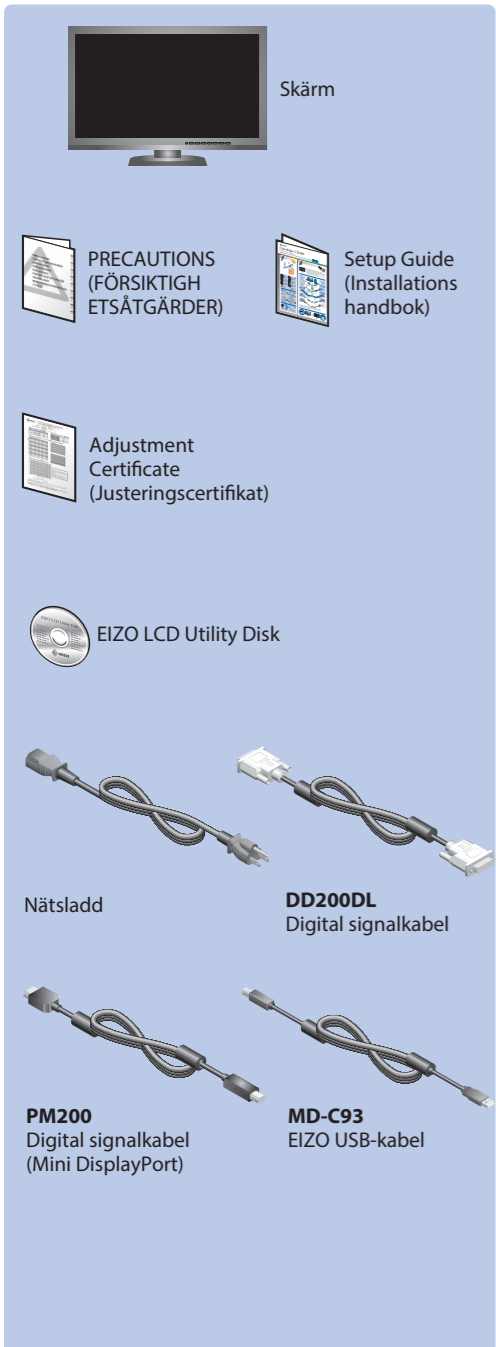 Skärm
PRECAUTIONS
(FÖRSIKTIGH
ETSÅTGÄRDER)
Setup Guide
(Installations
handbok)
Adjustment
Certificate
(Justeringscertifikat)
EIZO LCD Utility Disk
Nätsladd
DD200DL
Digital signalkabel
PM200
Digital signalkabel
(Mini DisplayPort)
MD-C93
EIZO USB-kabel